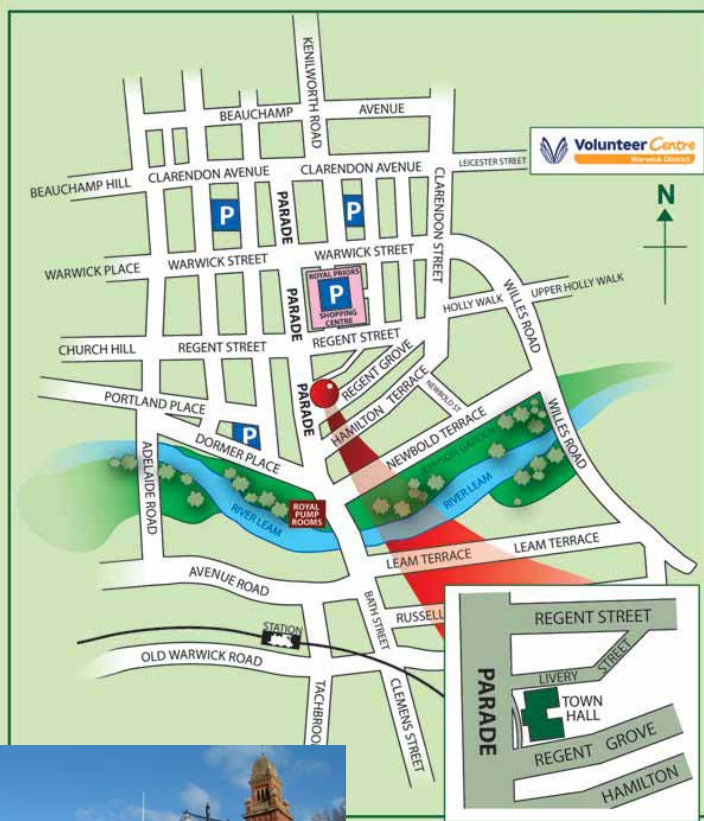 KENILWORTH ROAD
BEAUCHAMP AVENUE
Volunteer Centre
Warwick District
LEICESTER STREET
BEAUCHAMP HILL
CLARENDON AVENUE
CLARENDON AVENUE
P
P
PARADE
CLARENDON STREET
N
WARWICK PLACE
WARWICK STREET
WARWICK STREET
ROYAL PRIORS
P
SHOPPING
CENTRE
PARADE
HOLLY WALK
UPPER HOLLY WALK
WILLES ROAD
CHURCH HILL
REGENT STREET
REGENT STREET
REGENT GROVE
HAMILTON TERRACE
NEWBOLD ST
PARADE
PORTLAND PLACE
P
DORMER PLACE
NEWBOLD TERRACE
WILLES ROAD
ADELAIDE ROAD
JEPHSON GARDENS
RIVER LEAM
RIVER LEAM
ROYAL
PUMP
ROOMS
LEAM TERRACE
LEAM TERRACE
AVENUE ROAD
BATH STREET
RUSSELL
STATION
OLD WARWICK ROAD
TACHBROO
CLEMENS STREET
REGENT STREET
LIVERY STREET
PARADE
TOWN
HALL
REGENT GROVE
HAMILTON